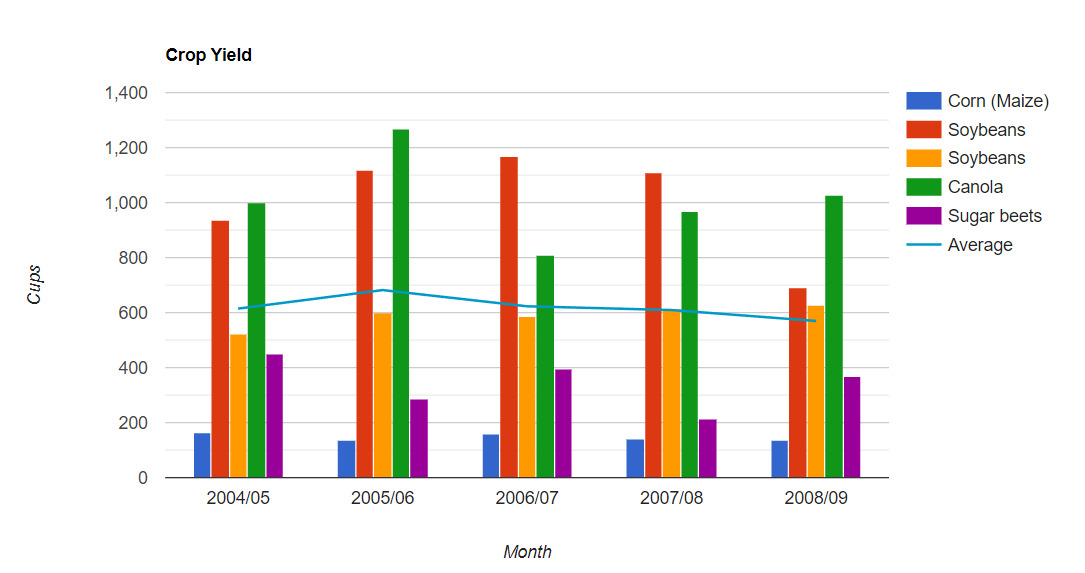 Crop Yield
1,400
1,200
1,000
800
600
400
200
0
Cups
2004/05
2005/06
2006/07
2007/08
2008/09
Month
Corn (Maize)
Soybeans
Soybeans
Canola
Sugar beets
Average